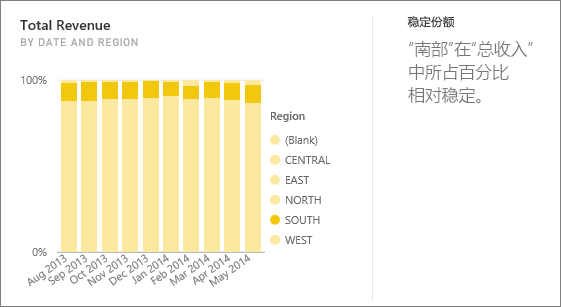 Total Revenue
BY DATE AND REGION
100%
0%
Aug 2013
Sep 2013
Oct 2013
Nov 2013
Dec 2013
Jan 2014
Feb 2014
Mar 2014
Apr 2014
May 2014
Region
(Blank)
CENTRAL
EAST
NORTH
SOUTH
WEST
稳定份额
“南部”在“总收入”
中所占百分比
相对稳定。